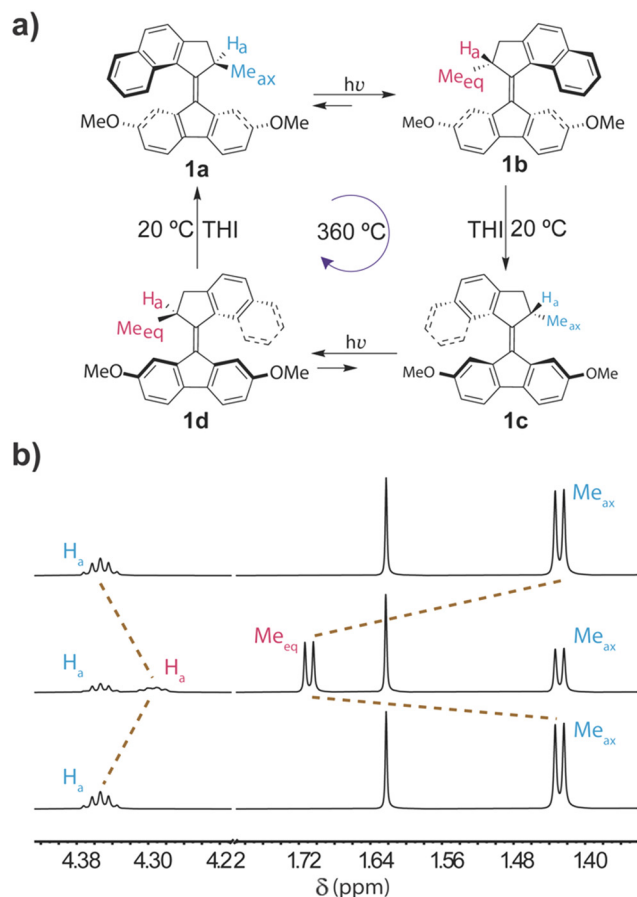 a)
Ha
Meax
Ha
Meeq
MeO
OMe
hυ
MeO
OMe
1a
1b
20 ºC
THI
360 ºC
THI
20 ºC
Ha
Meeq
Ha
Meax
MeO
OMe
hυ
MeO
OMe
1d
1c
b)
Ha
Meax
Ha
Ha
Meeq
Meax
Ha
Meax
4.38
4.30
4.22
1.72
1.64
1.56
1.48
1.40
δ (ppm)